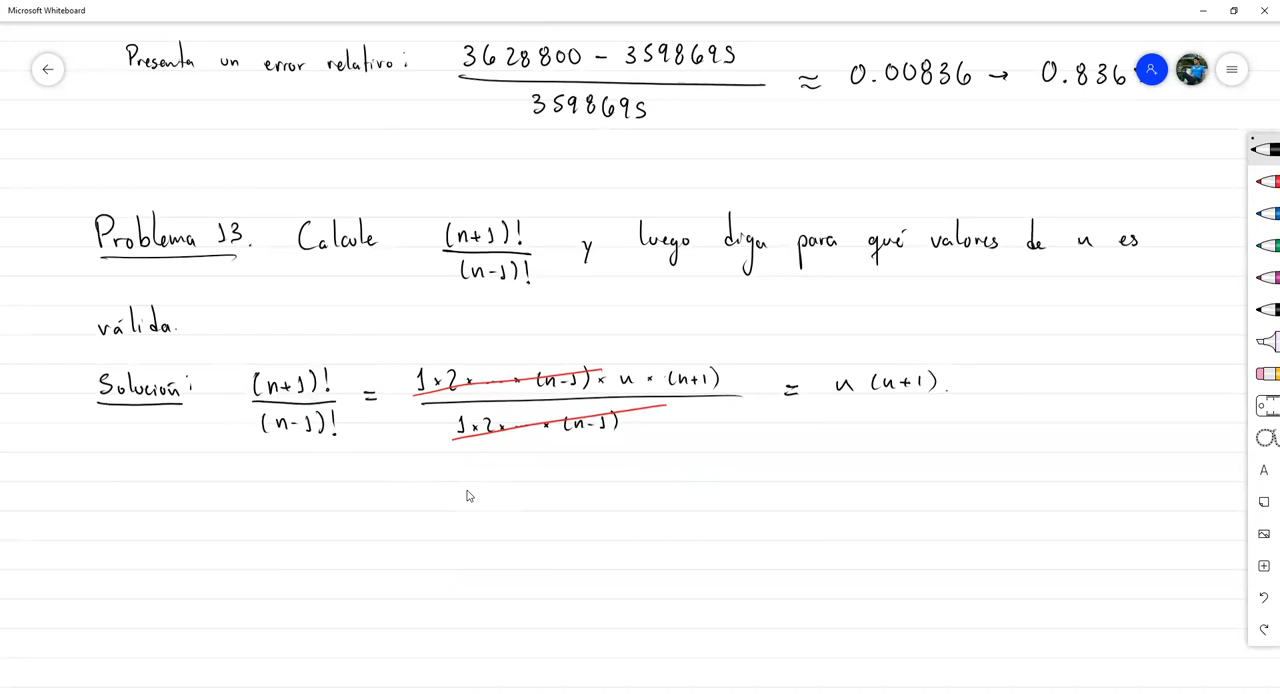 Microsoft Whiteboard
Presenta un error relativo: (3628800 - 3598695) / 3598695 ≈ 0.00836 → 0.836
Problema 13. Calcule (n+1)! / (n-1)! y luego diga para qué valores de n es
válida.
Solución: (n+1)! / (n-1)! = (1 × 2 × ... × (n-1) × n × (n+1)) / (1 × 2 × ... × (n-1)) = n (n+1).